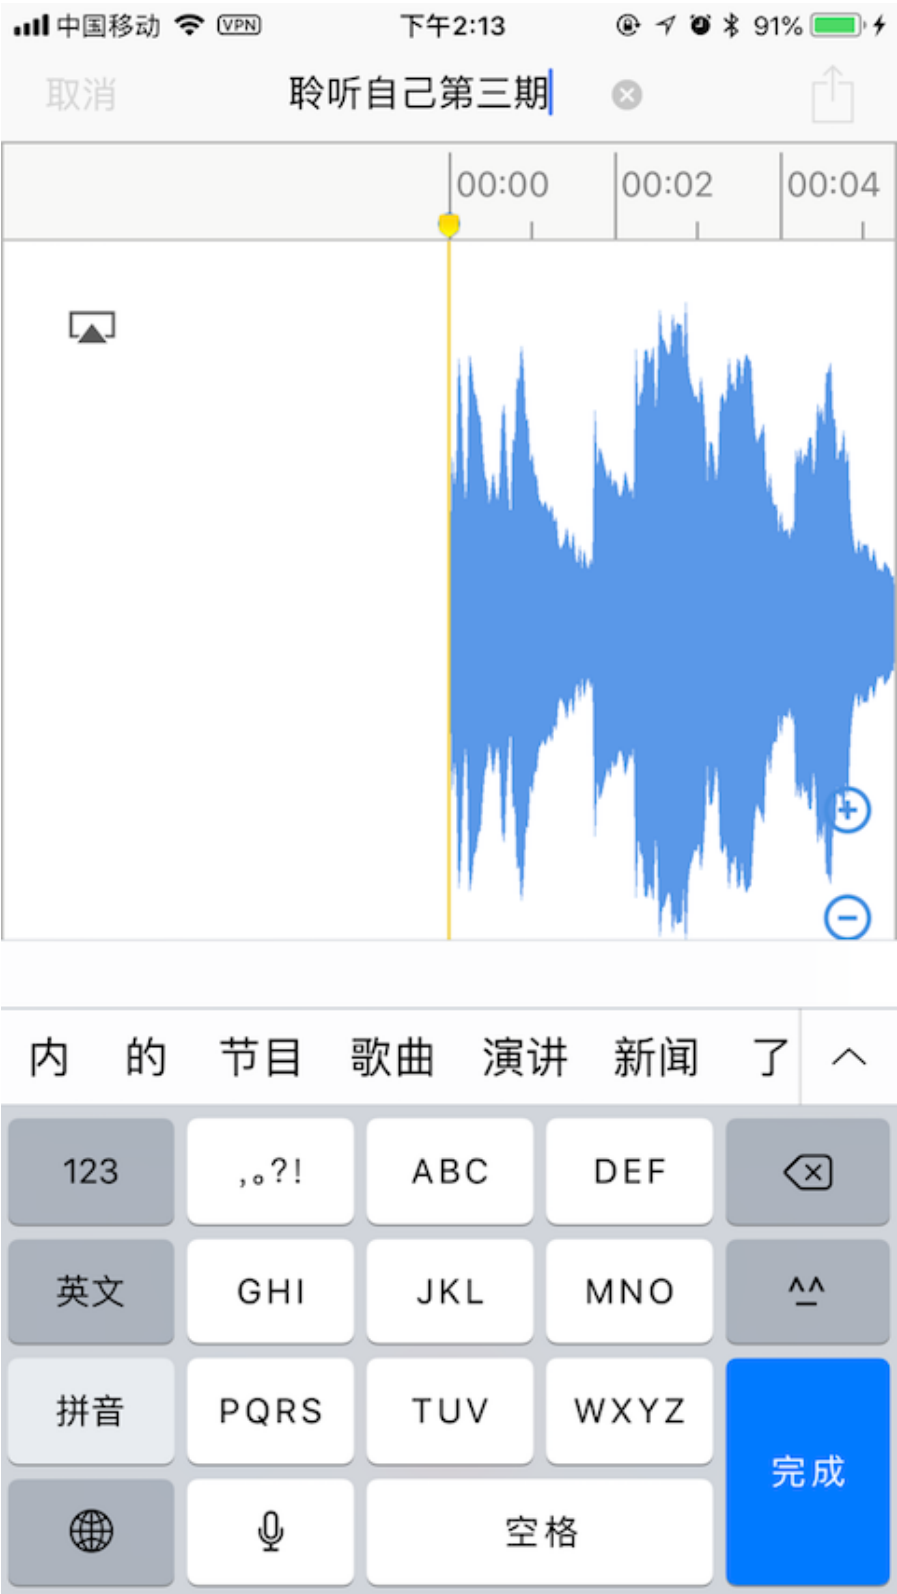 中国移动 VPN 下午2:13 91%
取消 聆听自己第三期
00:00 00:02 00:04
内 的 节目 歌曲 演讲 新闻 了
123 ,。?! ABC DEF
英文 GHI JKL MNO ^^
拼音 PQRS TUV WXYZ
完成
空格